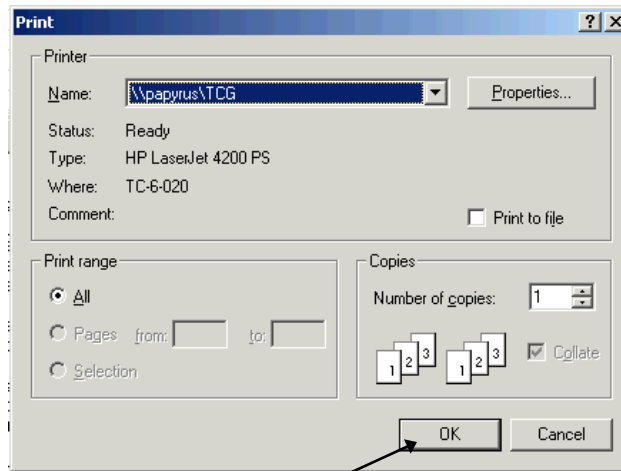 Print
Printer
Name: \\papyrus\TCG Properties...
Status: Ready
Type: HP LaserJet 4200 PS
Where: TC-6-020
Comment: Print to file
Print range
All
Pages from: to:
Selection
Copies
Number of copies: 1
1 2 3 1 2 3 Collate
OK Cancel